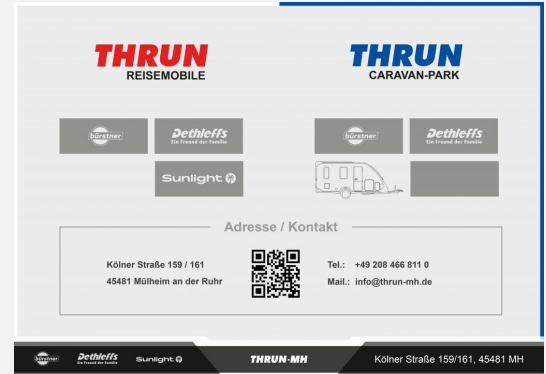 THRUN
REISEMOBILE
THRUN
CARAVAN-PARK
bürstner
Dethleffs
Ein Freund der Familie
bürstner
Dethleffs
Ein Freund der Familie
Sunlight
Adresse / Kontakt
Kölner Straße 159 / 161
45481 Mülheim an der Ruhr
Tel.: +49 208 466 811 0
Mail.: info@thrun-mh.de
bürstner
Dethleffs
Ein Freund der Familie
Sunlight
THRUN-MH
Kölner Straße 159/161, 45481 MH